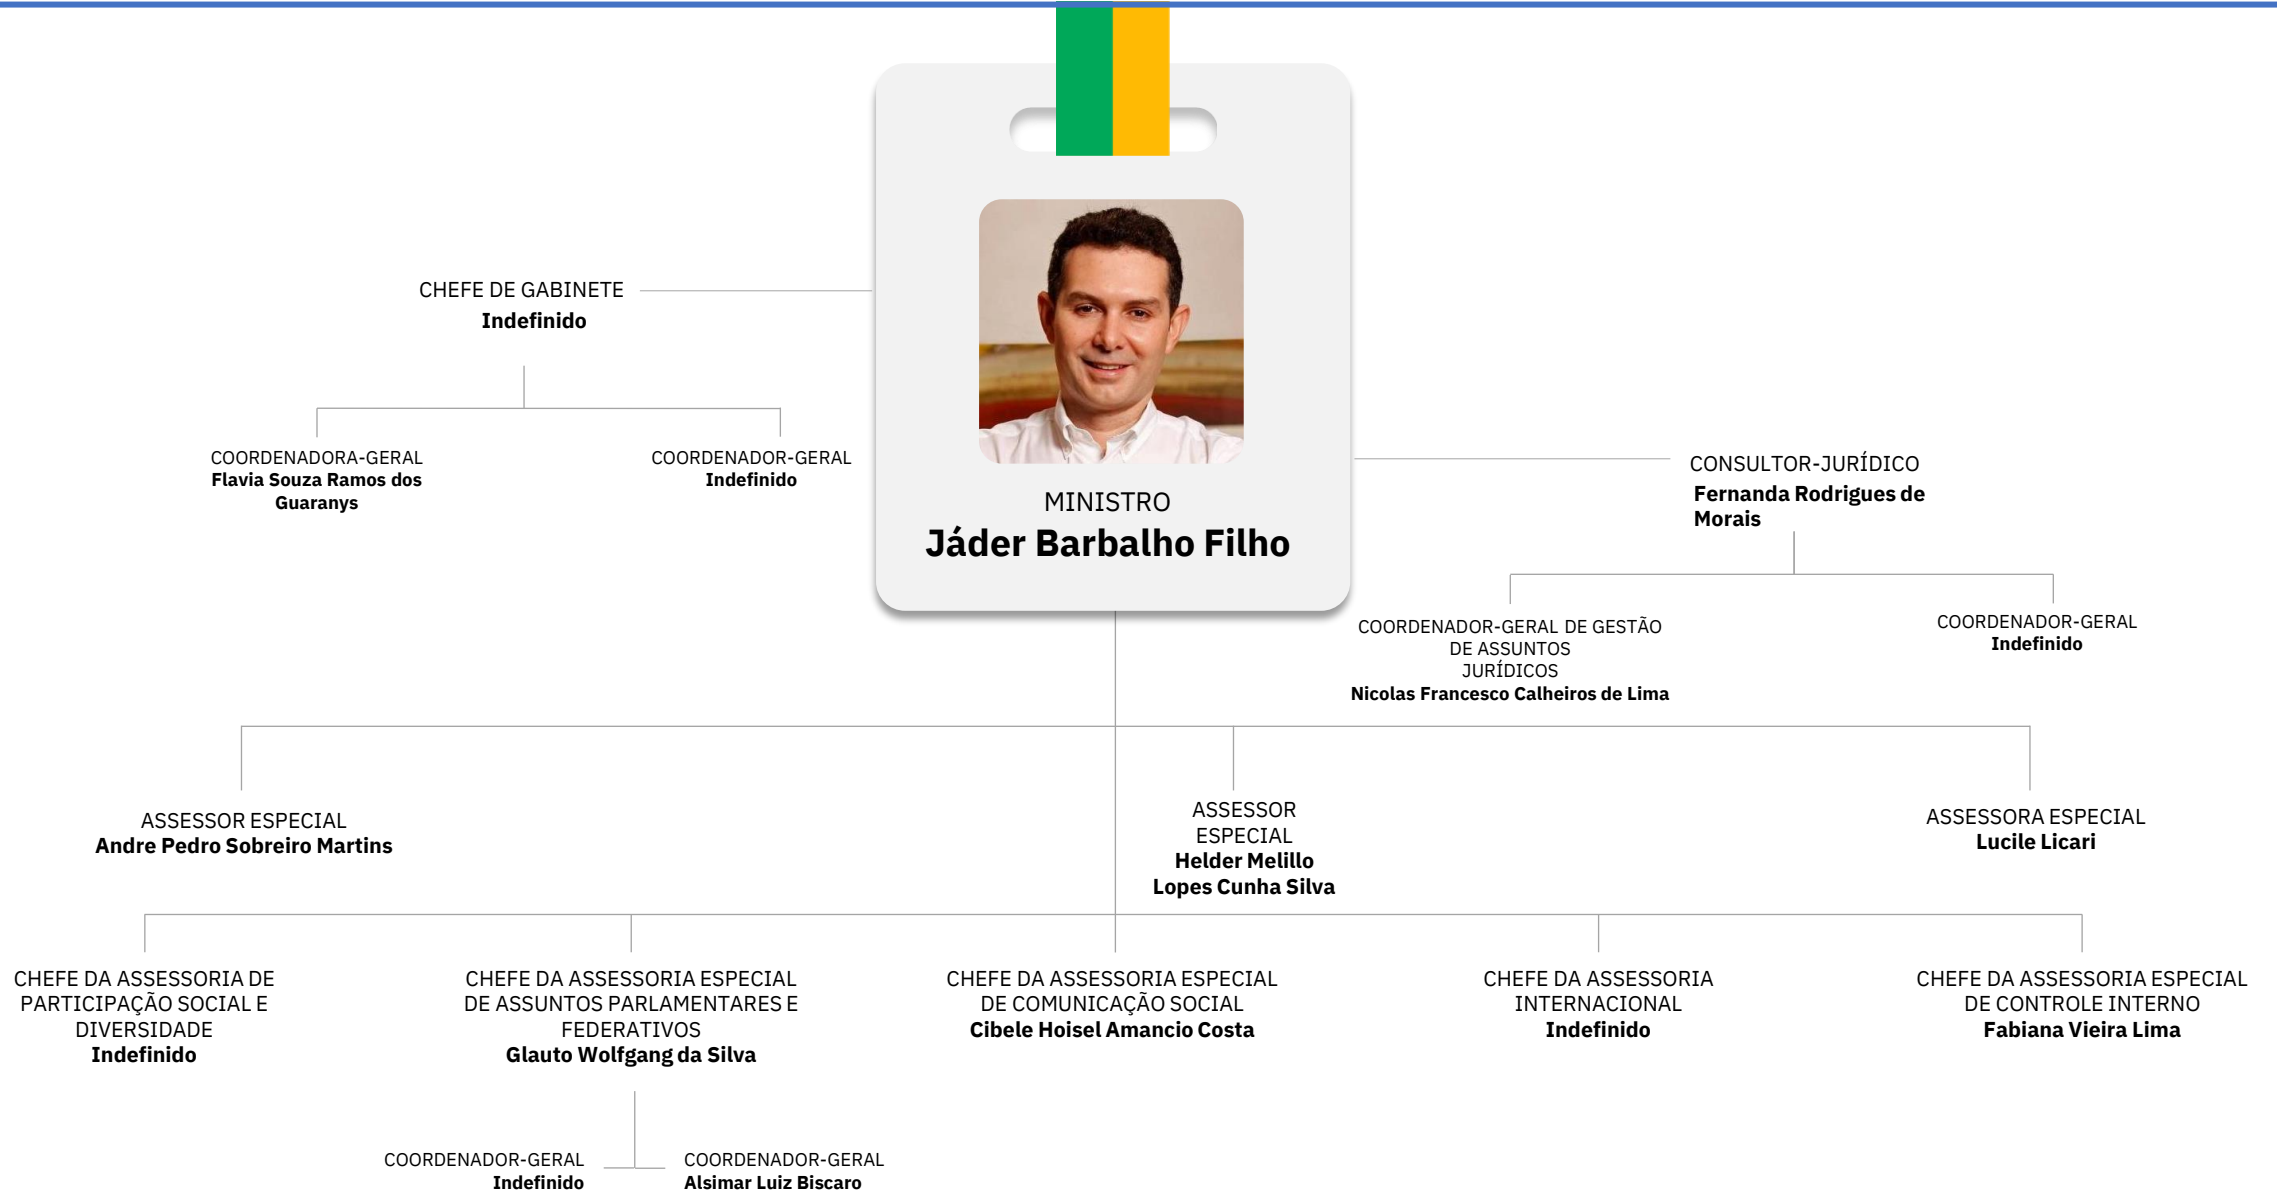 CHEFE DE GABINETE
Indefinido
COORDENADORA-GERAL
Flavia Souza Ramos dos
Guaranys
COORDENADOR-GERAL
Indefinido
MINISTRO
Jáder Barbalho Filho
CONSULTOR-JURÍDICO
Fernanda Rodrigues de
Morais
COORDENADOR-GERAL DE GESTÃO
DE ASSUNTOS
JURÍDICOS
Nicolas Francesco Calheiros de Lima
COORDENADOR-GERAL
Indefinido
ASSESSOR ESPECIAL
Andre Pedro Sobreiro Martins
ASSESSOR
ESPECIAL
Helder Melillo
Lopes Cunha Silva
ASSESSORA ESPECIAL
Lucile Licari
CHEFE DA ASSESSORIA DE
PARTICIPAÇÃO SOCIAL E
DIVERSIDADE
Indefinido
CHEFE DA ASSESSORIA ESPECIAL
DE ASSUNTOS PARLAMENTARES E
FEDERATIVOS
Glauto Wolfgang da Silva
CHEFE DA ASSESSORIA ESPECIAL
DE COMUNICAÇÃO SOCIAL
Cibele Hoisel Amancio Costa
CHEFE DA ASSESSORIA
INTERNACIONAL
Indefinido
CHEFE DA ASSESSORIA ESPECIAL
DE CONTROLE INTERNO
Fabiana Vieira Lima
COORDENADOR-GERAL
Indefinido
COORDENADOR-GERAL
Alsimar Luiz Biscaro